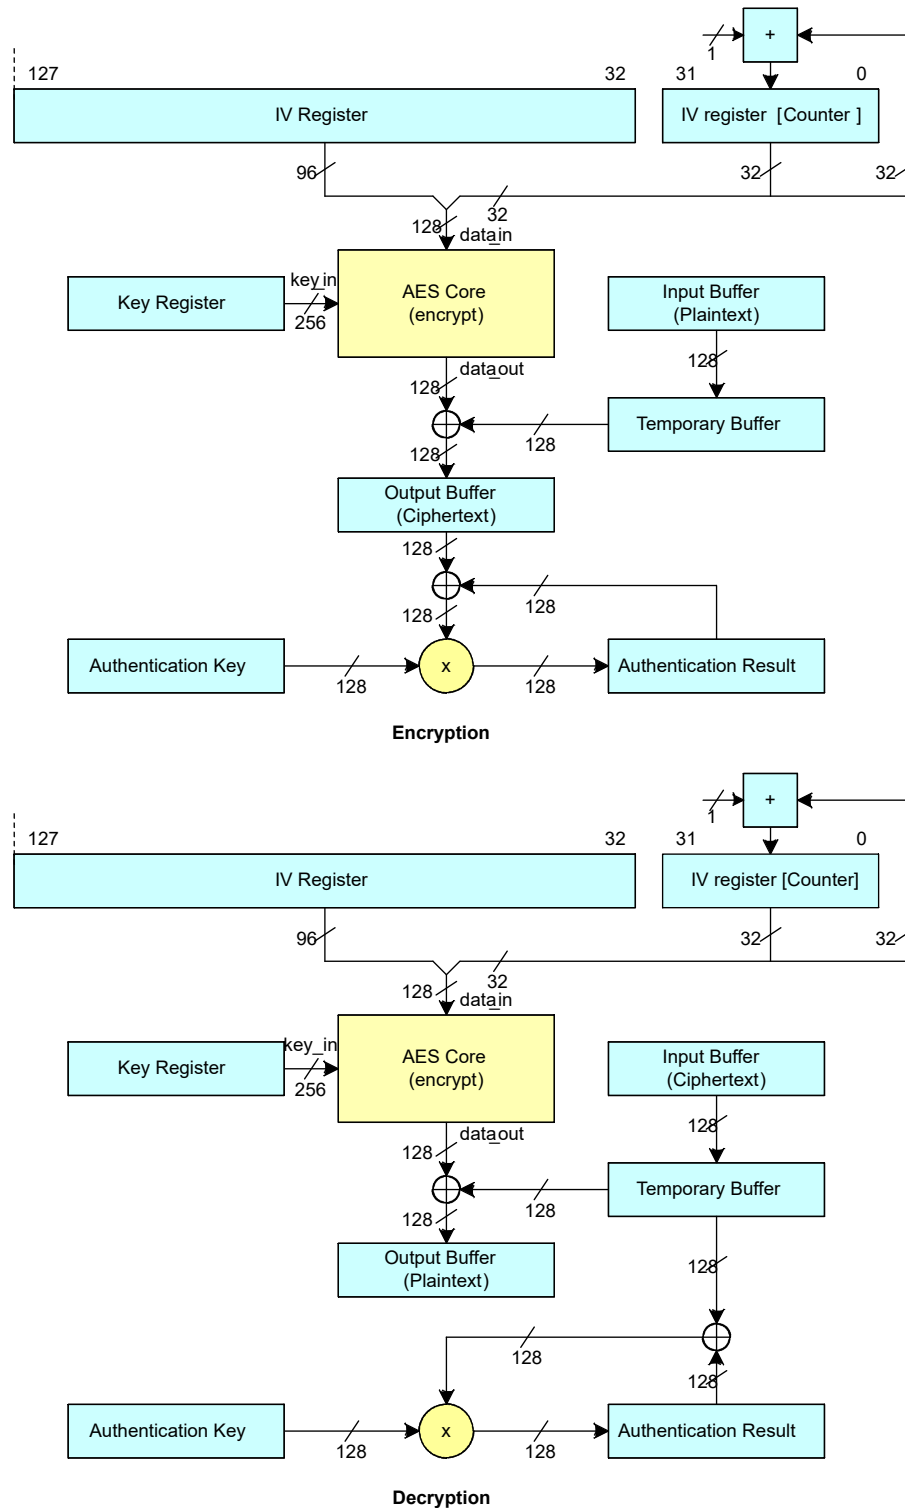 +
1
127
32
31
0
IV Register
IV register [Counter ]
96
32
32
32
128
data_in
key_in
Key Register
256
AES Core
(encrypt)
Input Buffer
(Plaintext)
128
data_out
128
Temporary Buffer
128
128
Output Buffer
(Ciphertext)
128
128
128
Authentication Key
128
x
128
Authentication Result
Encryption
+
1
127
32
31
0
IV Register
IV register [Counter]
96
32
32
32
128
data_in
key_in
Key Register
256
AES Core
(encrypt)
Input Buffer
(Ciphertext)
128
data_out
128
Temporary Buffer
128
128
Output Buffer
(Plaintext)
128
128
128
Authentication Key
128
x
128
Authentication Result
Decryption